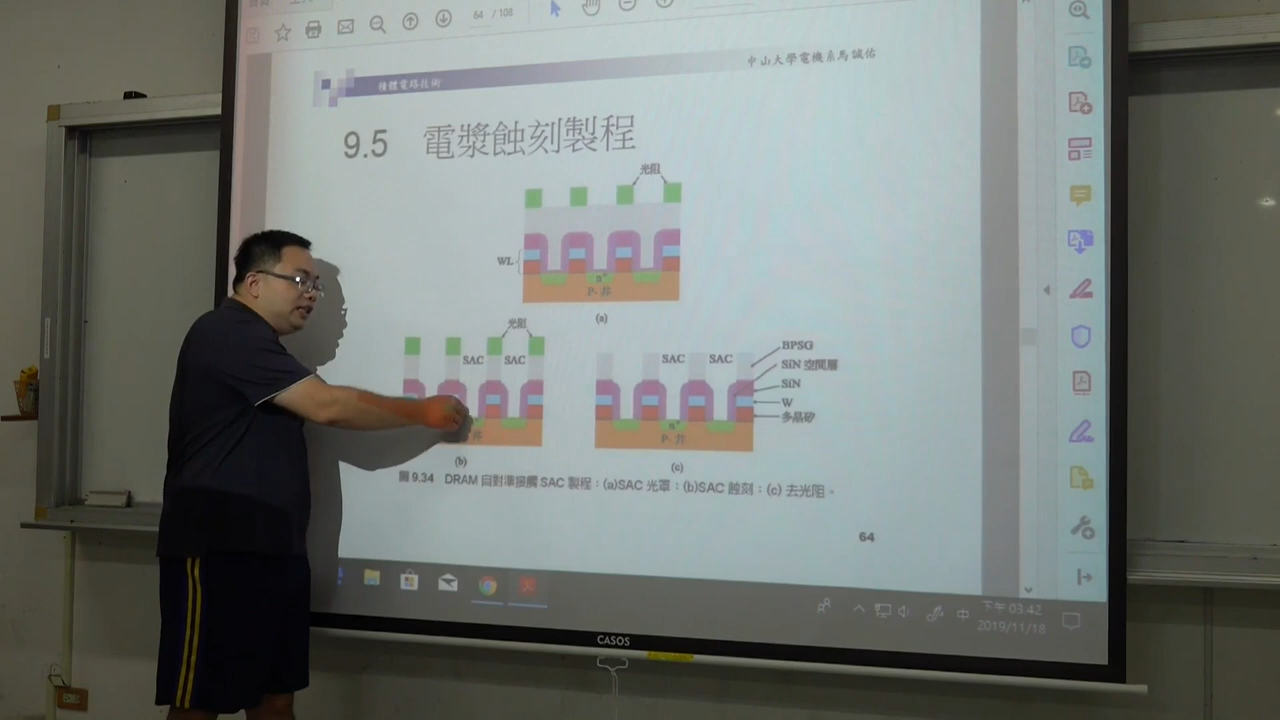 64 / 108
積體電路技術
中山大學電機系馬誠佑
9.5 電漿蝕刻製程
光阻
WL
n+
P- 井
(a)
光阻
SAC SAC
SAC SAC
BPSG
SiN 空間層
SiN
W
多晶矽
井
n+
P- 井
(b)
(c)
圖 9.34 DRAM 自對準接觸 SAC 製程：(a)SAC 光罩；(b)SAC 蝕刻；(c) 去光阻。
64
中
下午 03:42
2019/11/18
CASOS